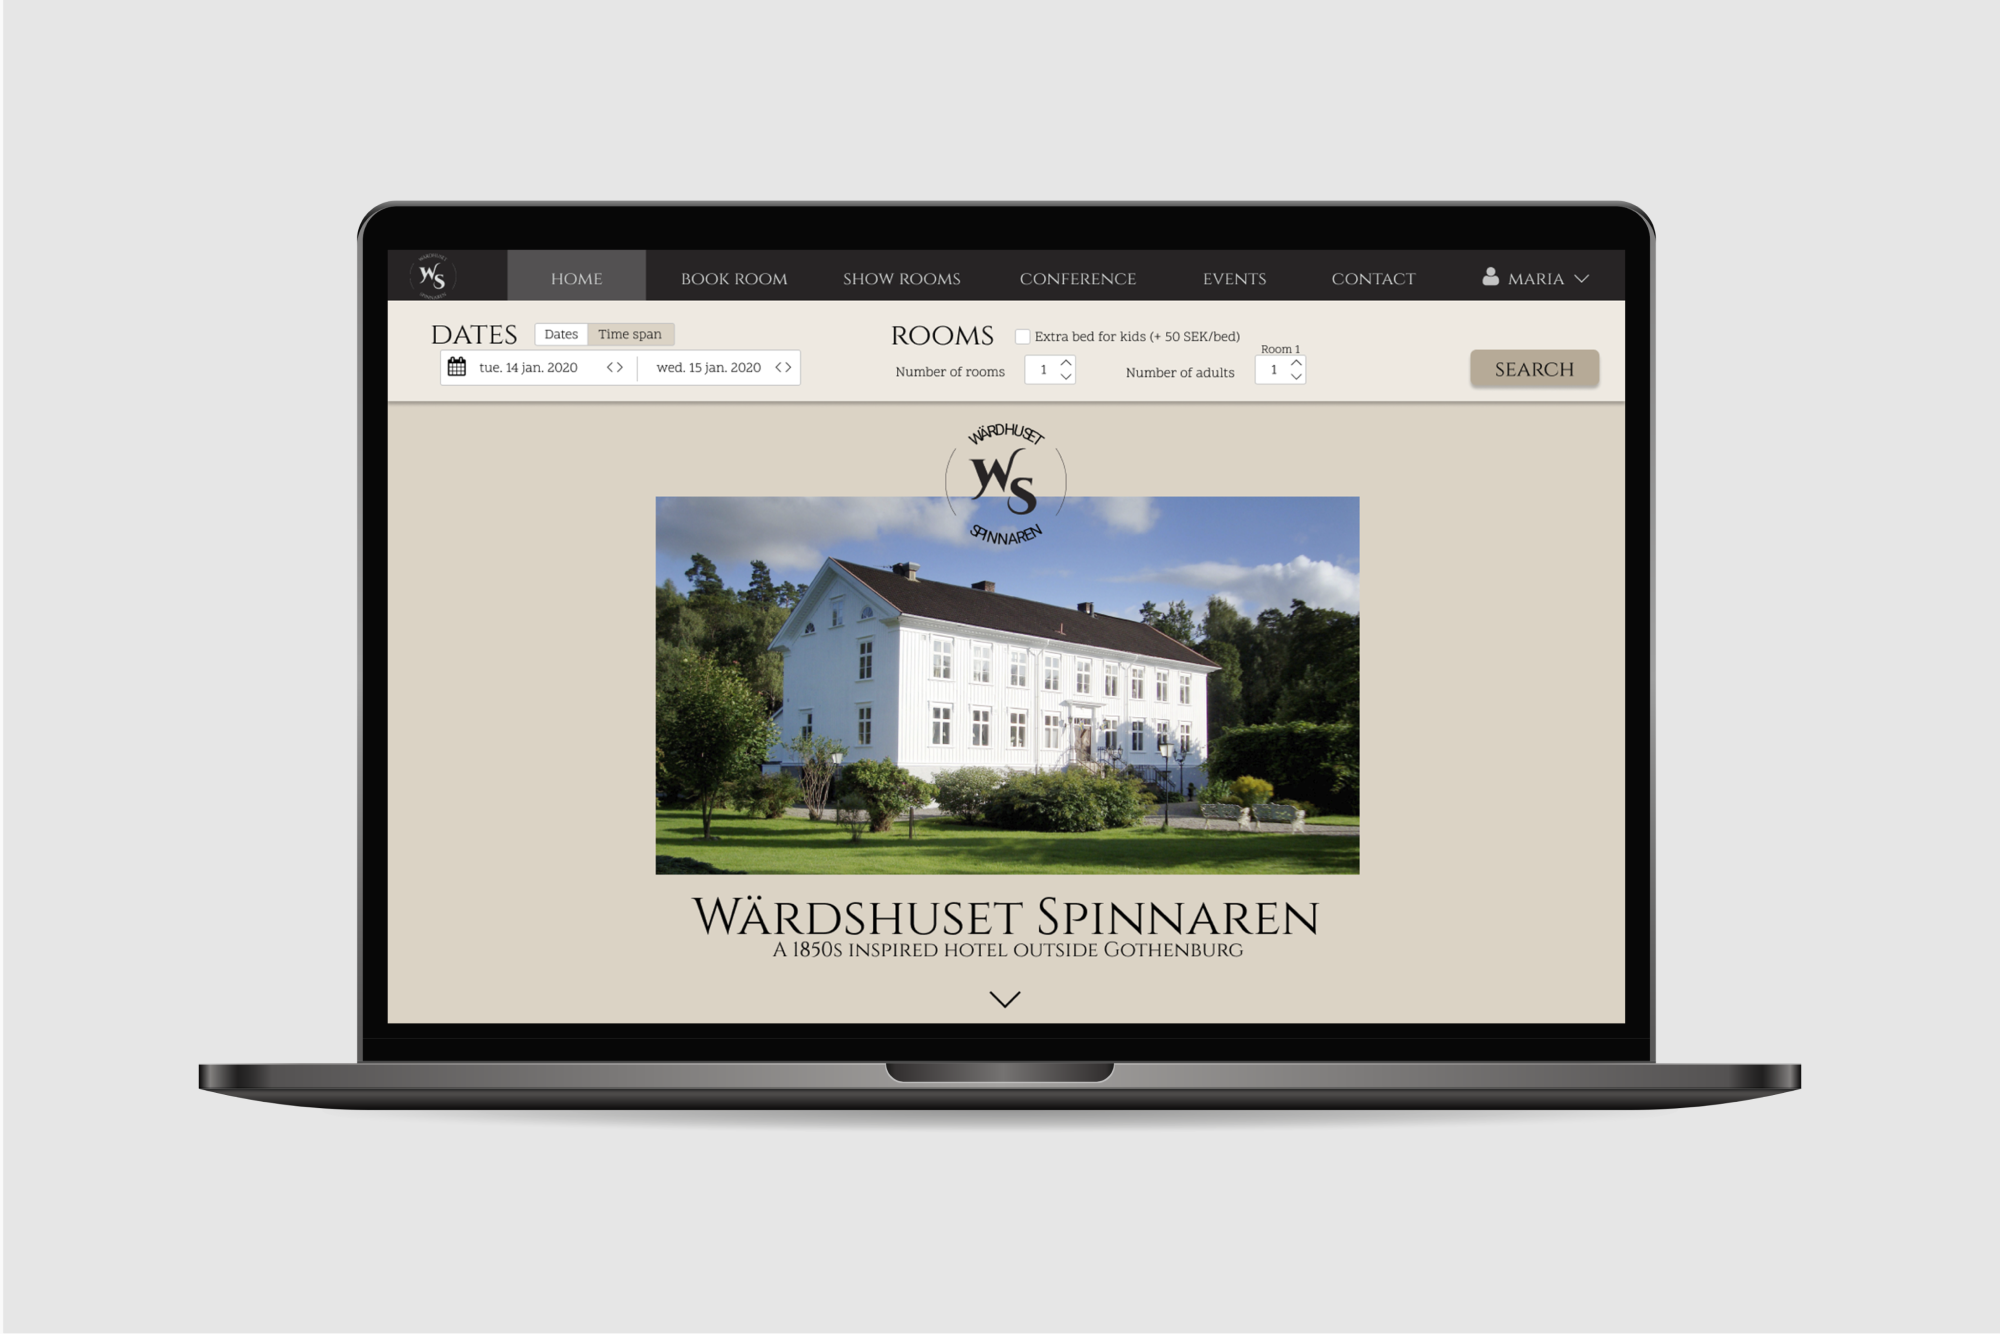 WÄRDHUSET
WS
SPINNAREN
HOME
BOOK ROOM
SHOW ROOMS
CONFERENCE
EVENTS
CONTACT
MARIA
DATES
Dates
Time span
tue. 14 jan. 2020
wed. 15 jan. 2020
ROOMS
Extra bed for kids (+ 50 SEK/bed)
Number of rooms
1
Number of adults
Room 1
1
SEARCH
WÄRDHUSET
WS
SPINNAREN
Wärdshuset Spinnaren
A 1850s inspired hotel outside Gothenburg